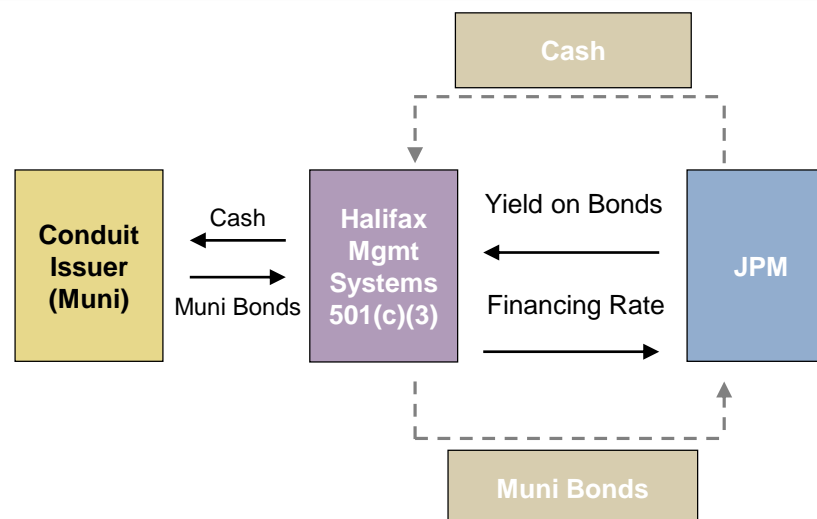 Cash
Conduit
Issuer
(Muni)
Cash
Muni Bonds
Halifax
Mgmt
Systems
501(c)(3)
Yield on Bonds
Financing Rate
JPM
Muni Bonds